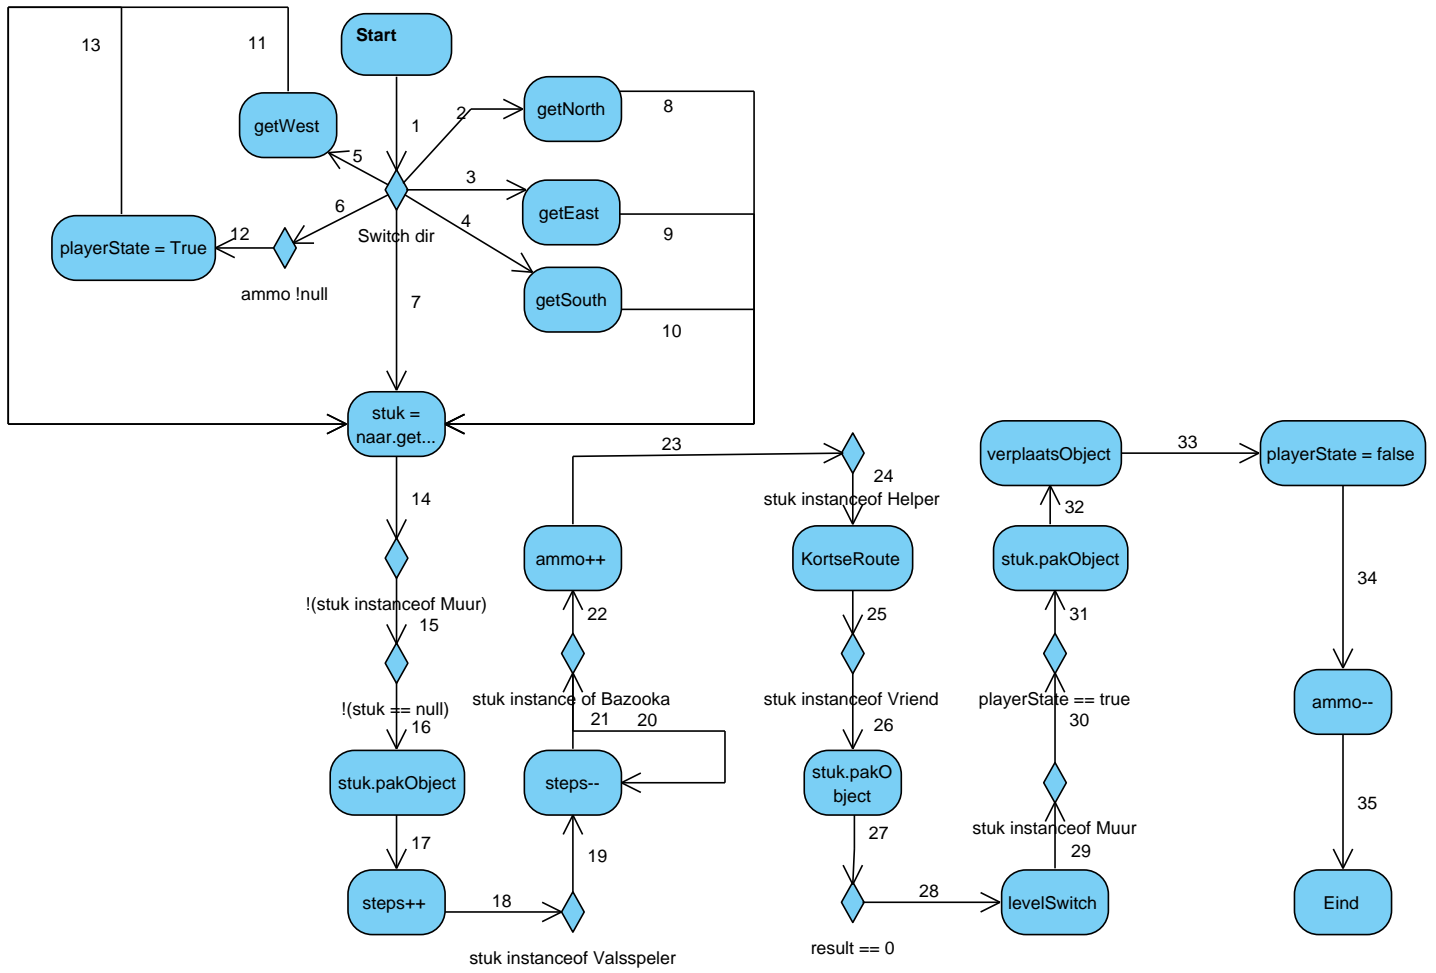 Start
13
11
getWest
1
2
getNorth
8
5
3
getEast
9
6
4
12
playerState = True
Switch dir
ammo !null
getSouth
7
10
stuk =
naar.get...
14
!(stuk instanceof Muur)
15
!(stuk == null)
16
stuk.pakObject
17
steps++
18
stuk instanceof Valsspeler
19
steps--
20
21
stuk instance of Bazooka
22
ammo++
23
24
stuk instanceof Helper
KortseRoute
25
stuk instanceof Vriend
26
stuk.pakO
bject
27
result == 0
28
levelSwitch
29
stuk instanceof Muur
30
playerState == true
31
stuk.pakObject
32
verplaatsObject
33
playerState = false
34
ammo--
35
Eind